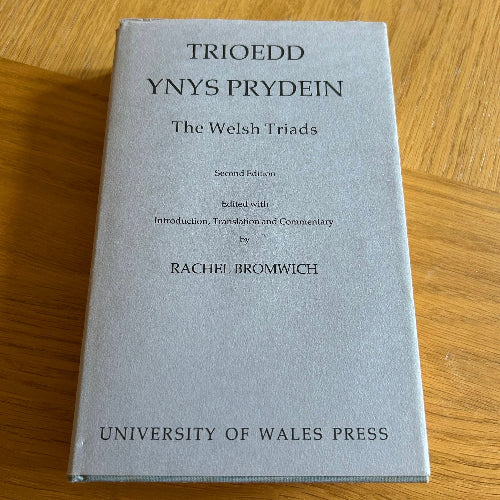 TRIOEDD
YNYS PRYDEIN
The Welsh Triads
Second Edition
Edited with
Introduction, Translation and Commentary
by
RACHEL BROMWICH
UNIVERSITY OF WALES PRESS